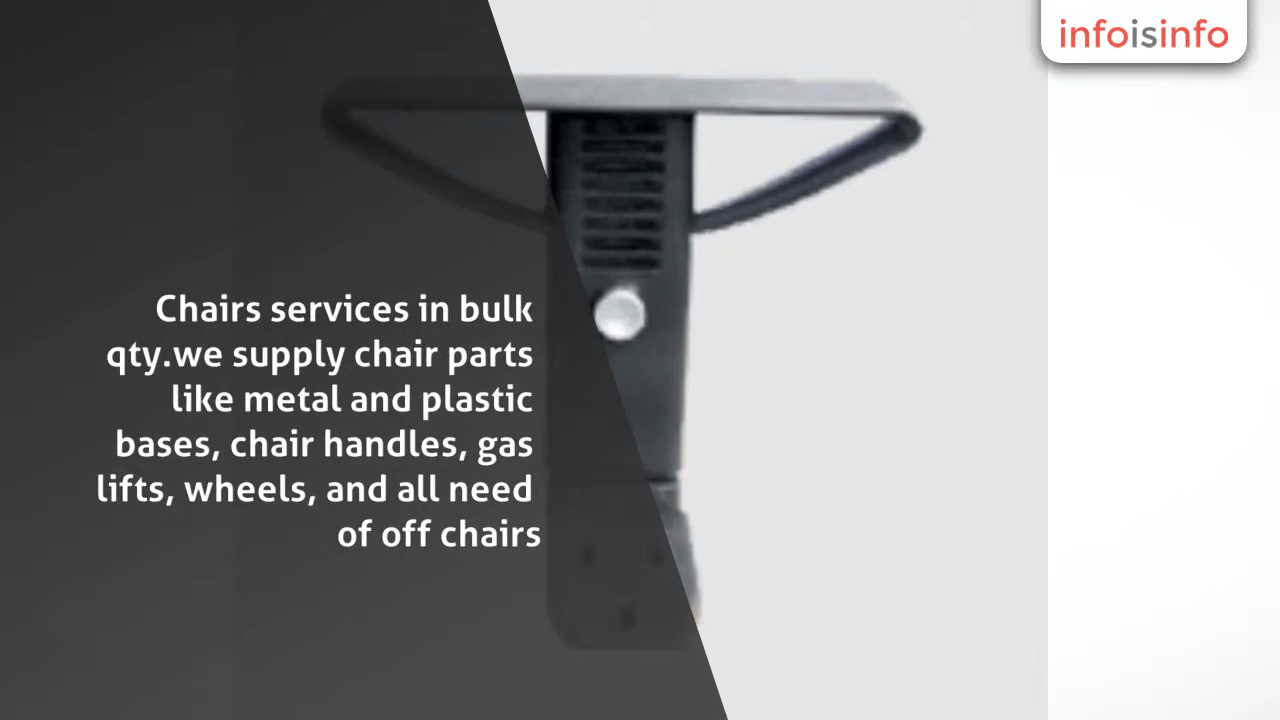 infoisinfo
Chairs services in bulk
qty.we supply chair parts
like metal and plastic
bases, chair handles, gas
lifts, wheels, and all need
of off chairs